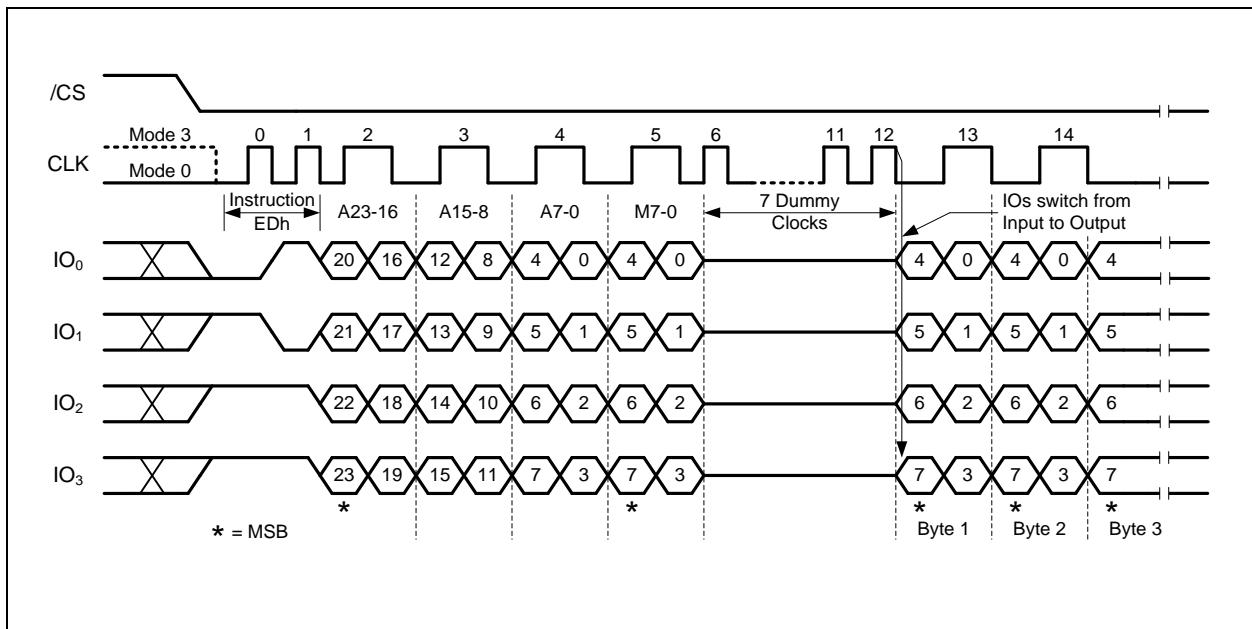 /CS
Mode 3 0 1 2 3 4 5 6 11 12 13 14
CLK
Mode 0
Instruction A23-16 A15-8 A7-0 M7-0 7 Dummy IOs switch from
EDh Clocks Input to Output
IO0 20 16 12 8 4 0 4 0 4 0 4 0 4
IO1 21 17 13 9 5 1 5 1 5 1 5 1 5
IO2 22 18 14 10 6 2 6 2 6 2 6 2 6
IO3 23 19 15 11 7 3 7 3 7 3 7 3 7
* * * * *
* = MSB Byte 1 Byte 2 Byte 3